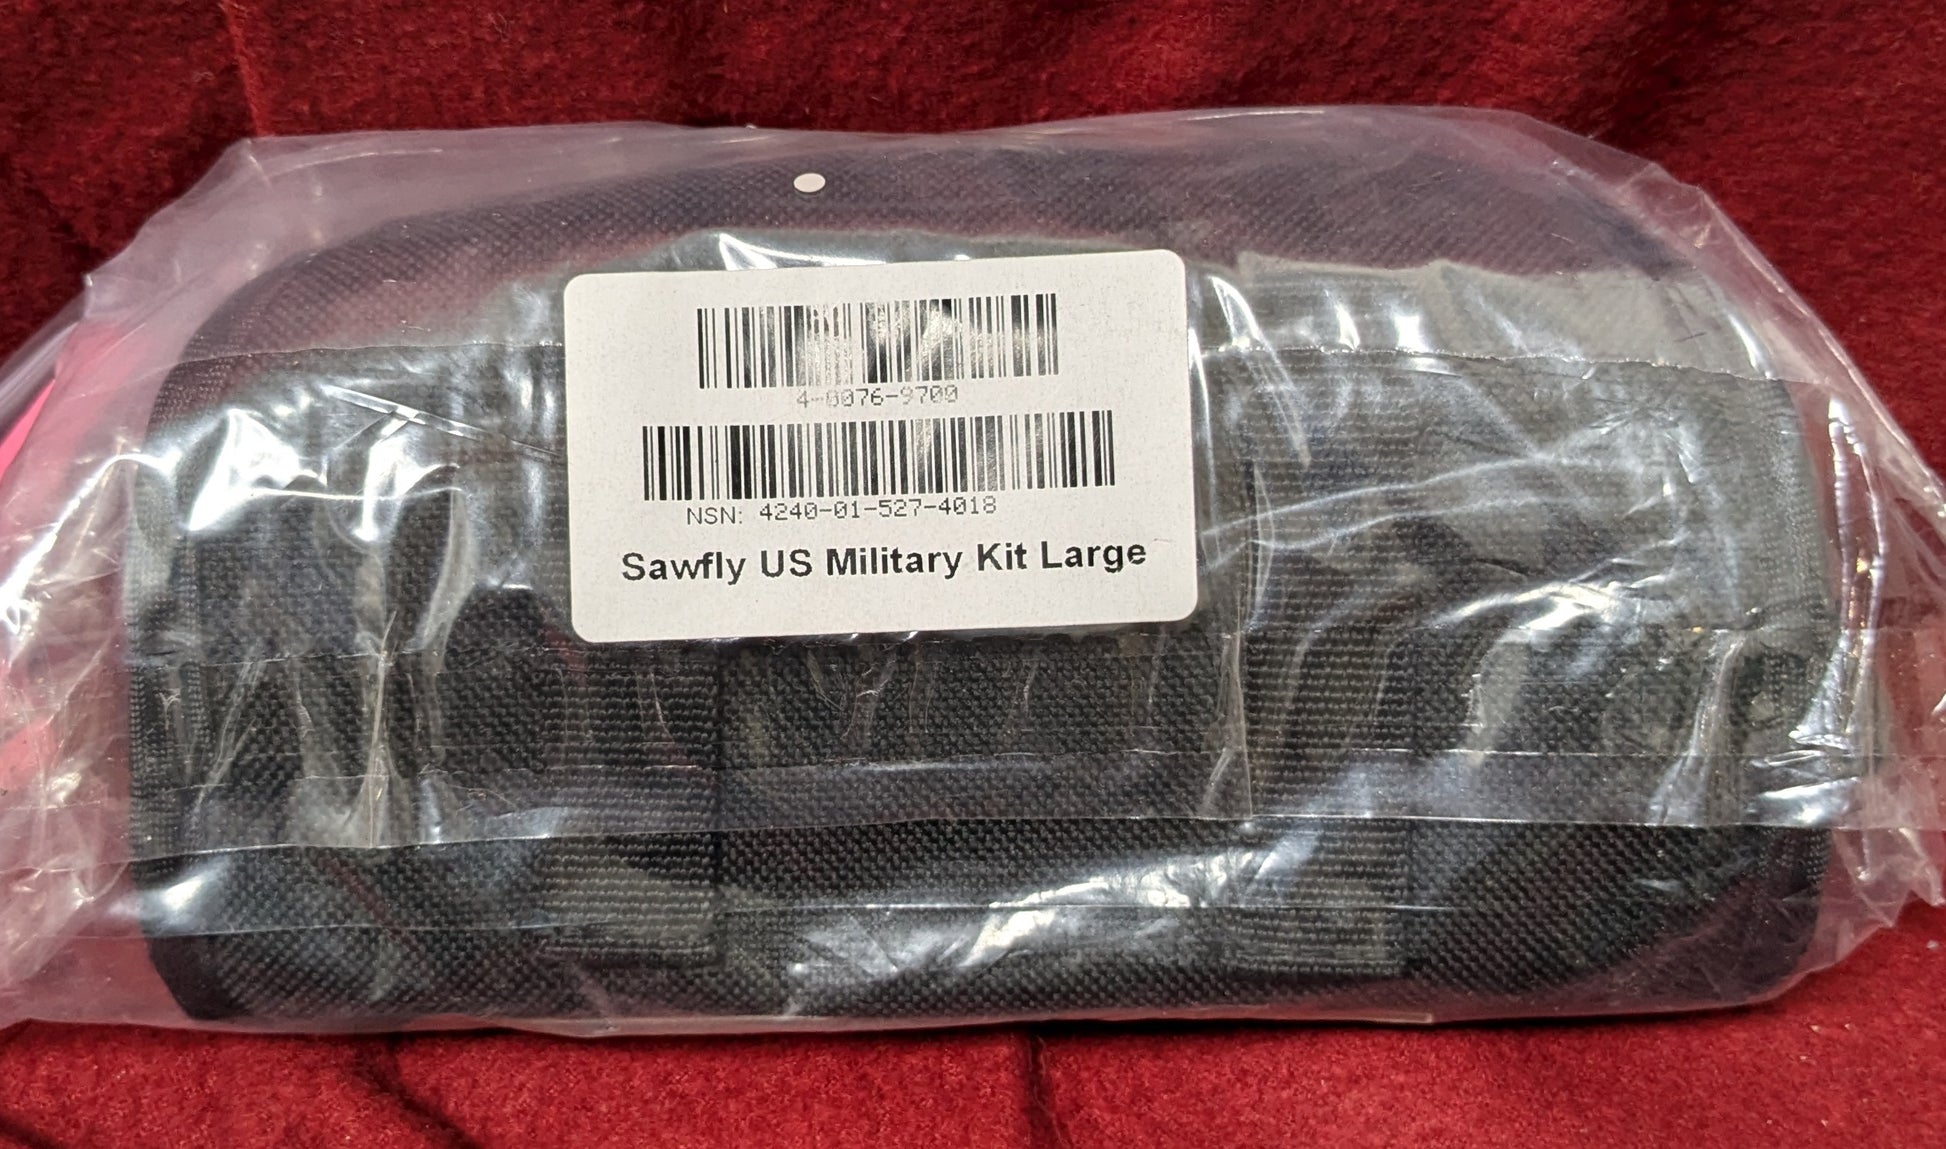 4-0076-9700
NSN: 4240-01-527-4018
Sawfly US Military Kit Large